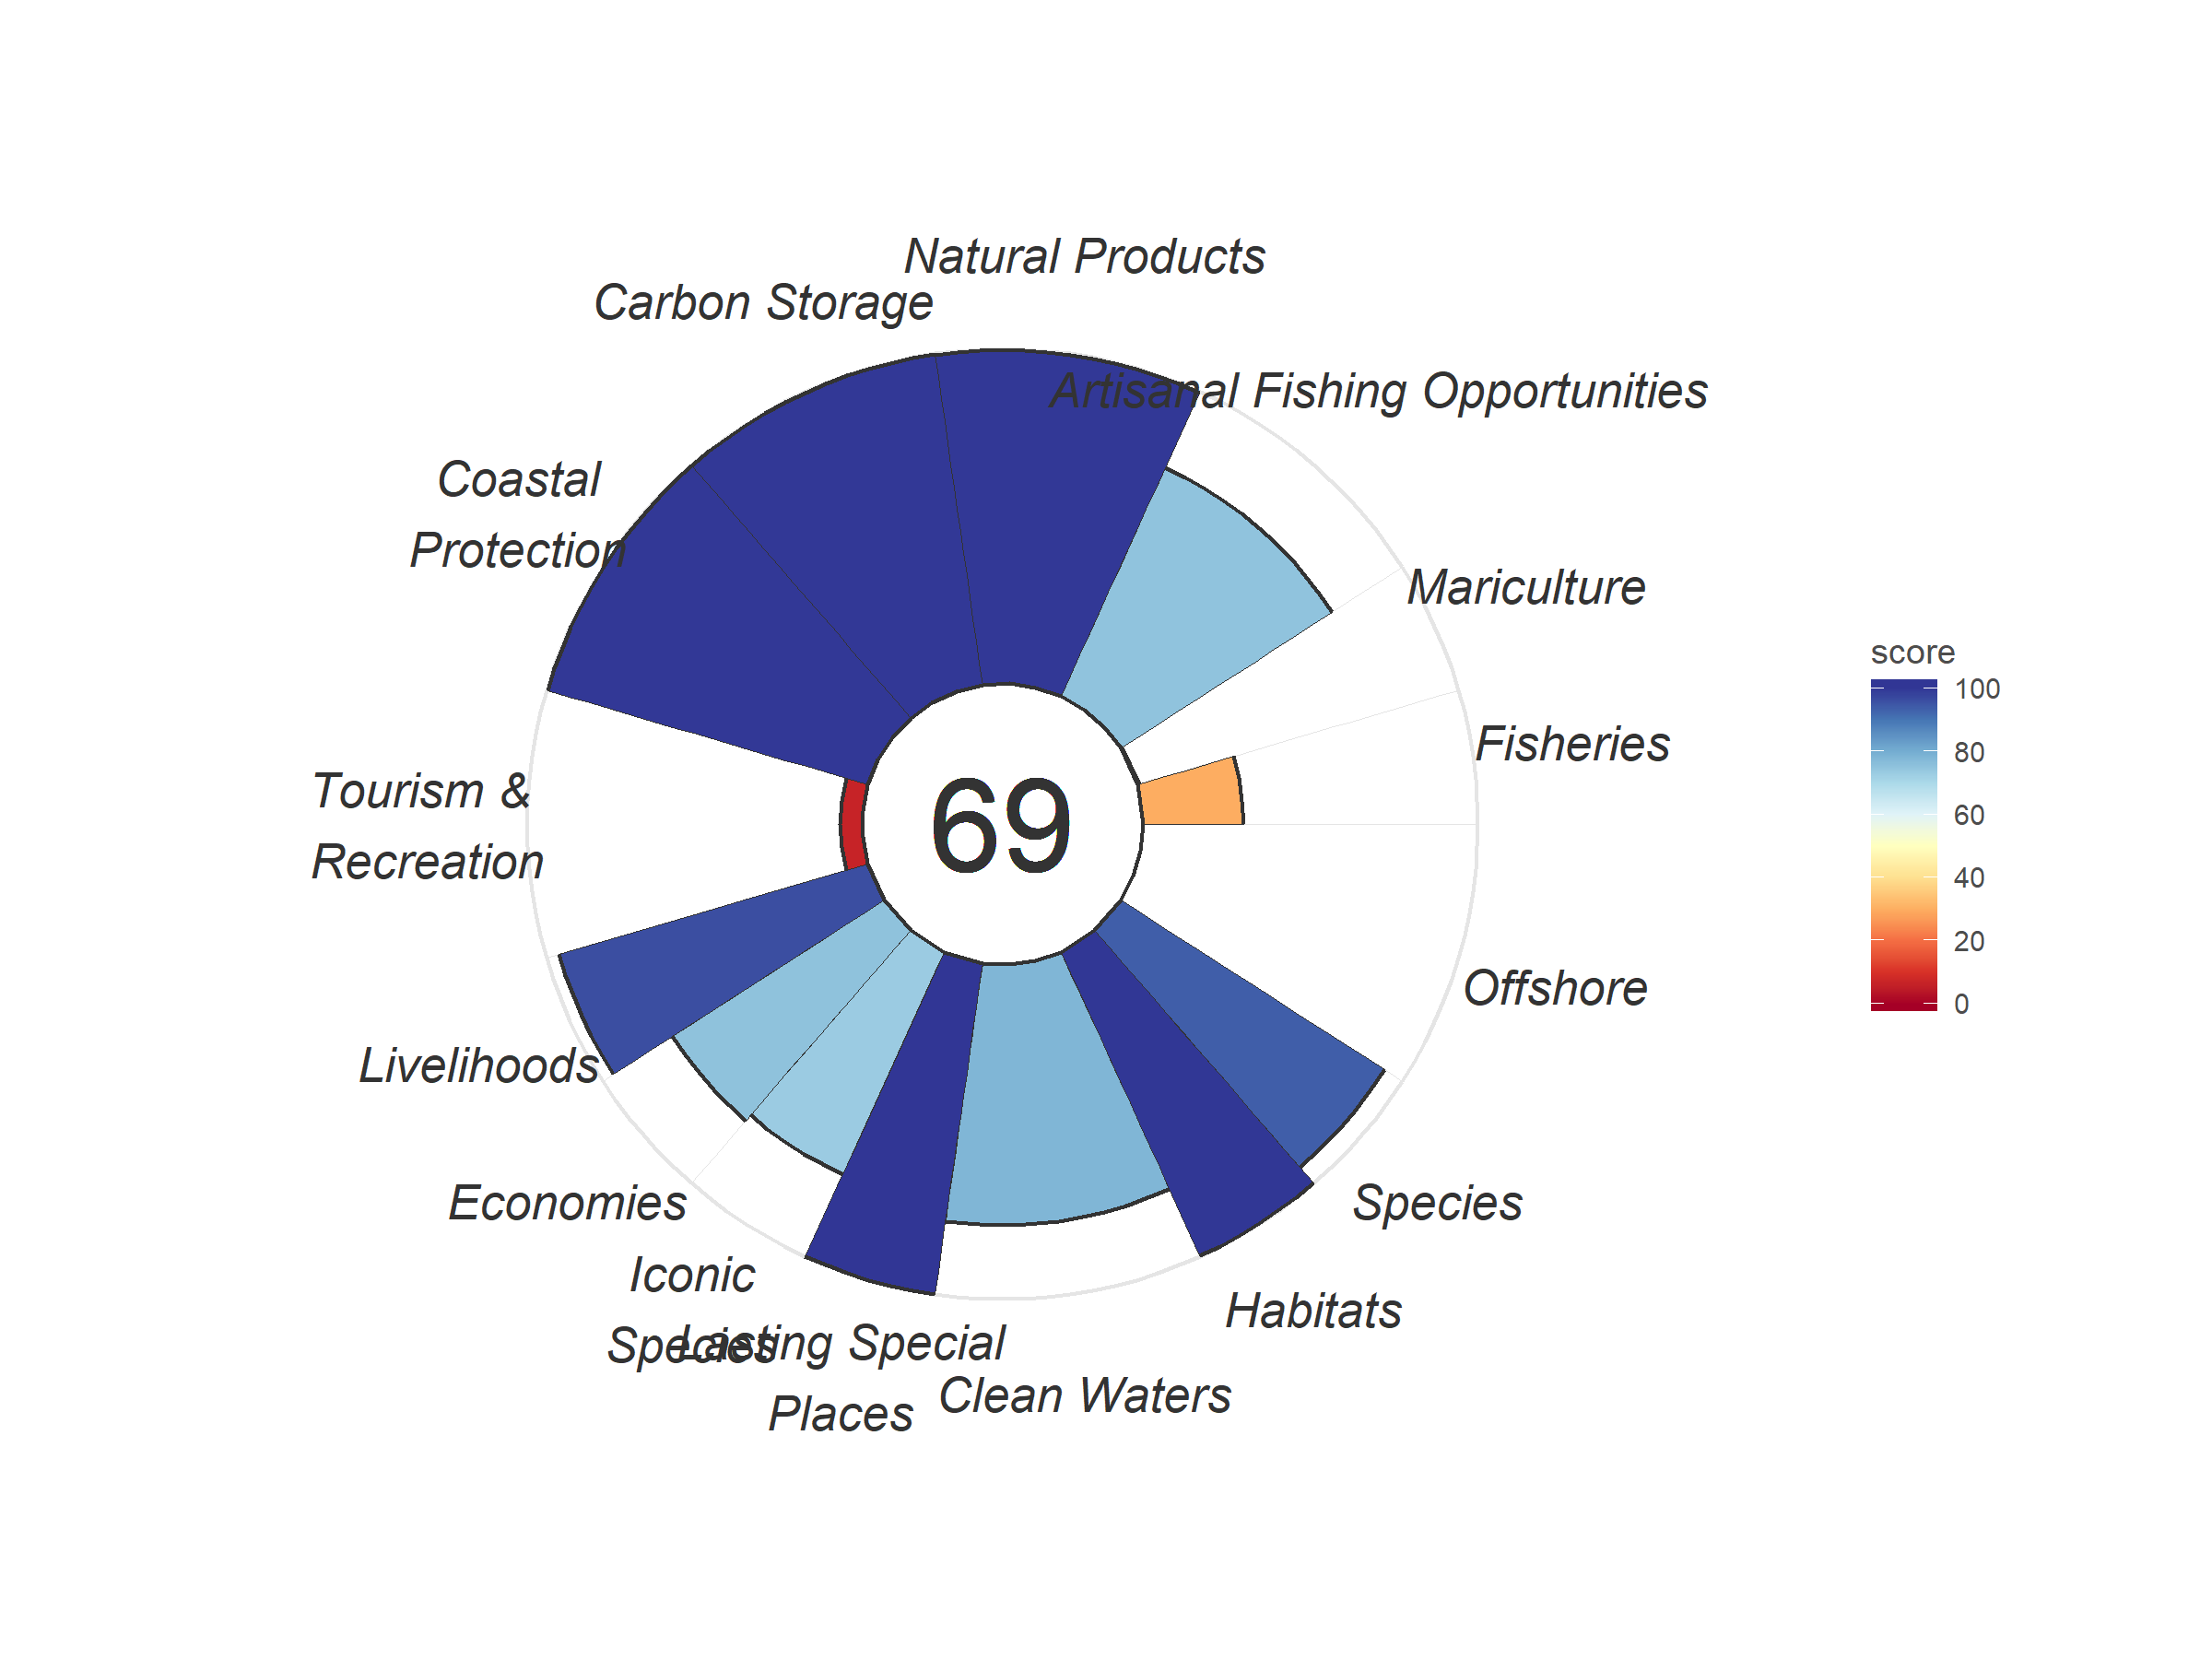 Natural Products
Carbon Storage
Artisanal Fishing Opportunities
Coastal
Protection
Mariculture
Fisheries
Tourism &
Recreation
69
Offshore
Livelihoods
Economies
Species
Iconic
Species
Habitats
Lasting Special
Places
Clean Waters
score
100
80
60
40
20
0